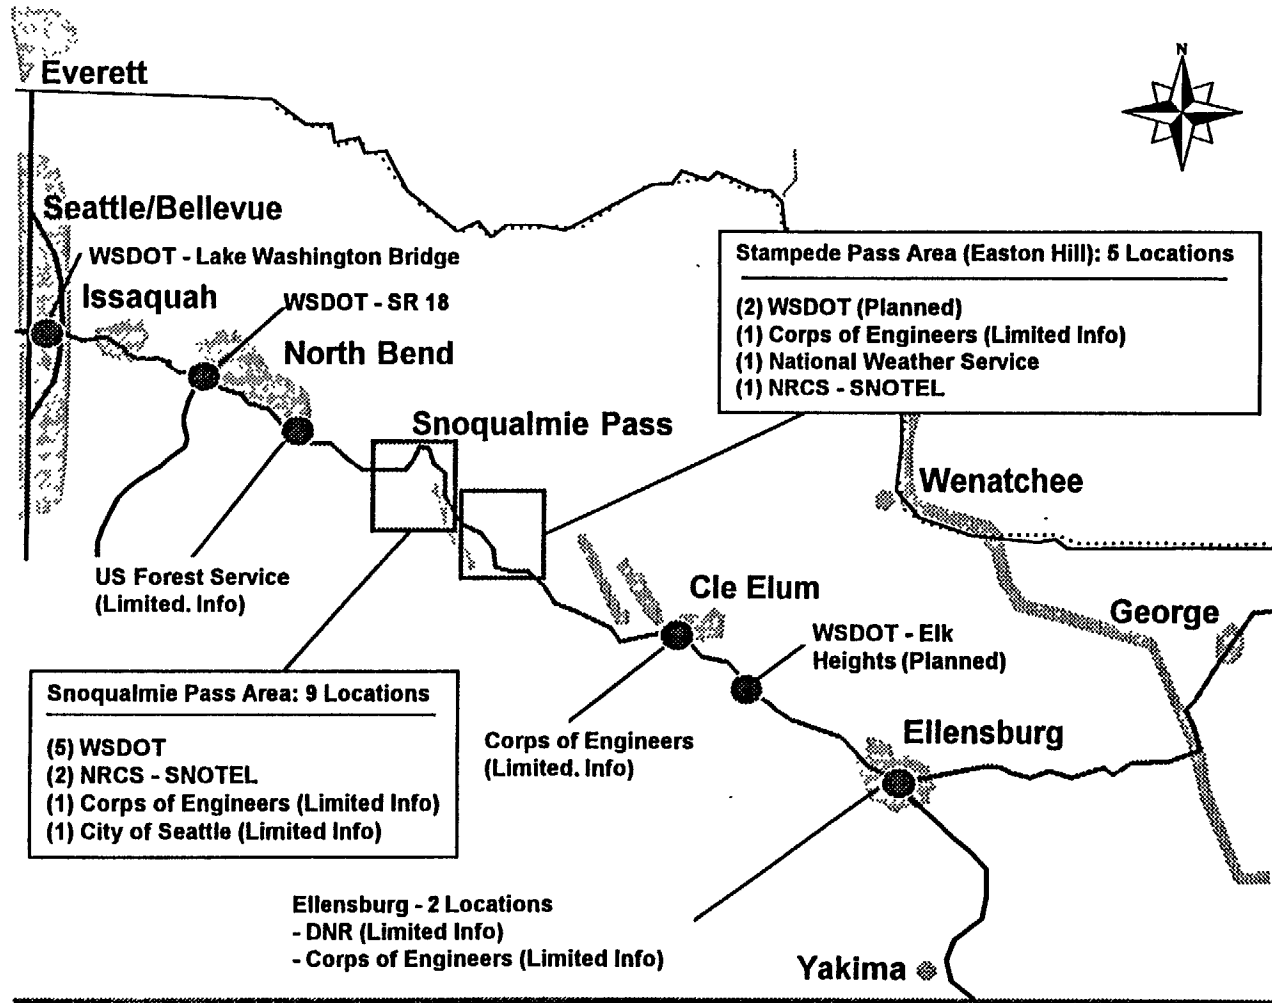 N
Everett
Seattle/Bellevue
WSDOT - Lake Washington Bridge
Issaquah
WSDOT - SR 18
North Bend
Stampede Pass Area (Easton Hill): 5 Locations
(2) WSDOT (Planned)
(1) Corps of Engineers (Limited Info)
(1) National Weather Service
(1) NRCS - SNOTEL
Snoqualmie Pass
Wenatchee
US Forest Service
(Limited. Info)
Cle Elum
George
WSDOT - Elk
Heights (Planned)
Snoqualmie Pass Area: 9 Locations
(5) WSDOT
(2) NRCS - SNOTEL
(1) Corps of Engineers (Limited Info)
(1) City of Seattle (Limited Info)
Corps of Engineers
(Limited. Info)
Ellensburg
Ellensburg - 2 Locations
- DNR (Limited Info)
- Corps of Engineers (Limited Info)
Yakima